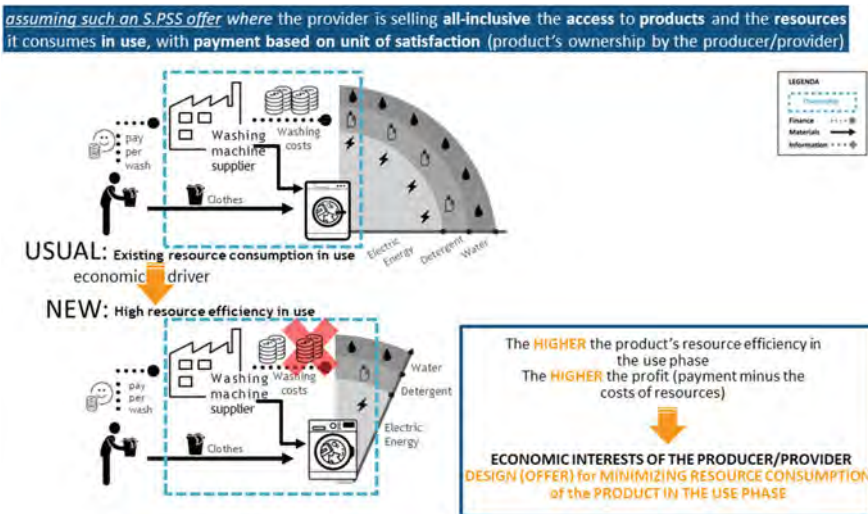 assuming such an S.PSS offer where the provider is selling all-inclusive the access to products and the resources
it consumes in use, with payment based on unit of satisfaction (product's ownership by the producer/provider)
LEGENDA
Finance
Materials
Information
pay
per
wash
Washing
machine
supplier
Washing
costs
Clothes
Electric
Energy
Detergent
Water
USUAL: Existing resource consumption in use
economic driver
NEW: High resource efficiency in use
pay
per
wash
Washing
machine
supplier
Washing
costs
Clothes
Water
Detergent
Electric
Energy
The HIGHER the product's resource efficiency in
the use phase
The HIGHER the profit (payment minus the
costs of resources)
ECONOMIC INTERESTS OF THE PRODUCER/PROVIDER
DESIGN (OFFER) for MINIMIZING RESOURCE CONSUMPTION
of the PRODUCT IN THE USE PHASE